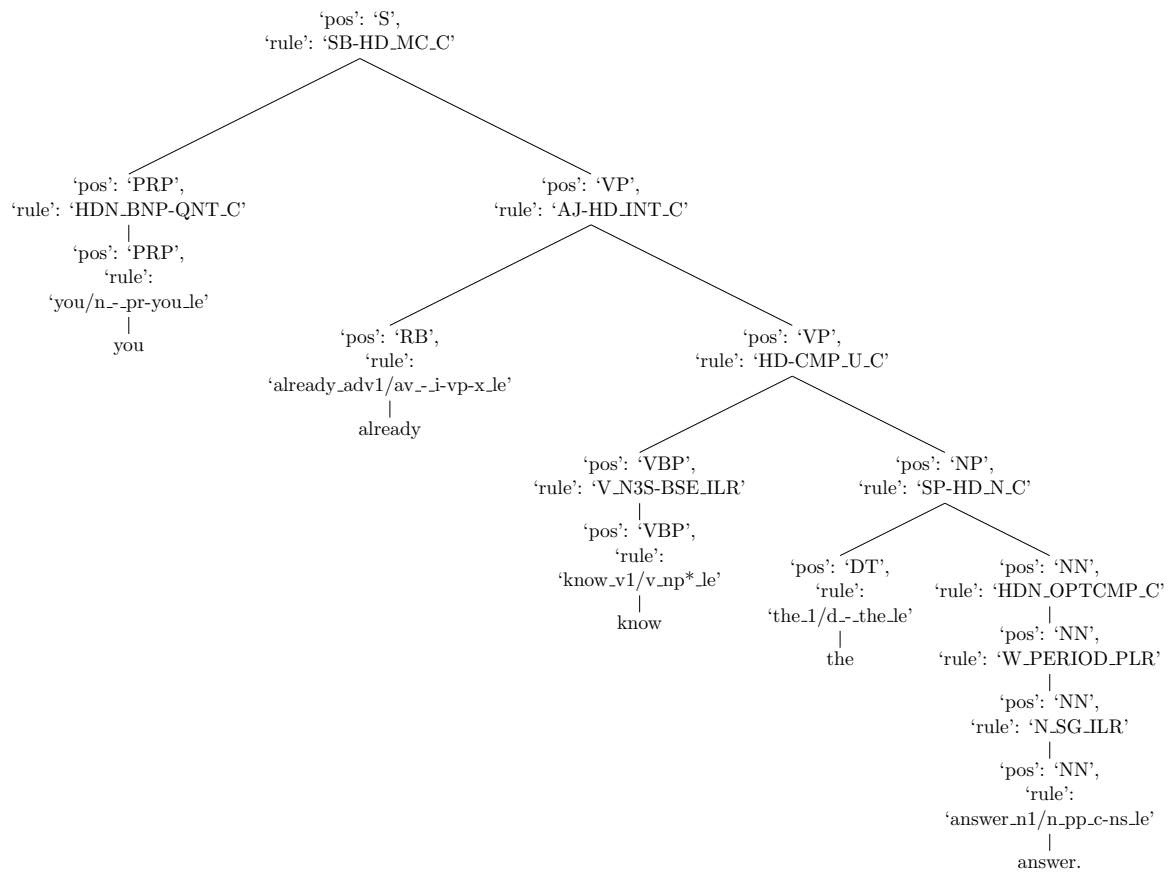 ‘pos’: ‘S’,
‘rule’: ‘SB-HD_MC_C’
‘pos’: ‘PRP’,
‘rule’: ‘HDN_BNP-QNT_C’
‘pos’: ‘PRP’,
‘rule’:
‘you/n_-_pr-you_le’
you
‘pos’: ‘VP’,
‘rule’: ‘AJ-HD_INT_C’
‘pos’: ‘RB’,
‘rule’:
‘already_adv1/av_-_i-vp-x_le’
already
‘pos’: ‘VP’,
‘rule’: ‘HD-CMP_U_C’
‘pos’: ‘VBP’,
‘rule’: ‘V_N3S-BSE_ILR’
‘pos’: ‘VBP’,
‘rule’:
‘know_v1/v_np*_le’
know
‘pos’: ‘NP’,
‘rule’: ‘SP-HD_N_C’
‘pos’: ‘DT’,
‘rule’:
‘the_1/d_-_the_le’
the
‘pos’: ‘NN’,
‘rule’: ‘HDN_OPTCMP_C’
‘pos’: ‘NN’,
‘rule’: ‘W_PERIOD_PLR’
‘pos’: ‘NN’,
‘rule’: ‘N_SG_ILR’
‘pos’: ‘NN’,
‘rule’:
‘answer_n1/n_pp_c-ns_le’
answer.